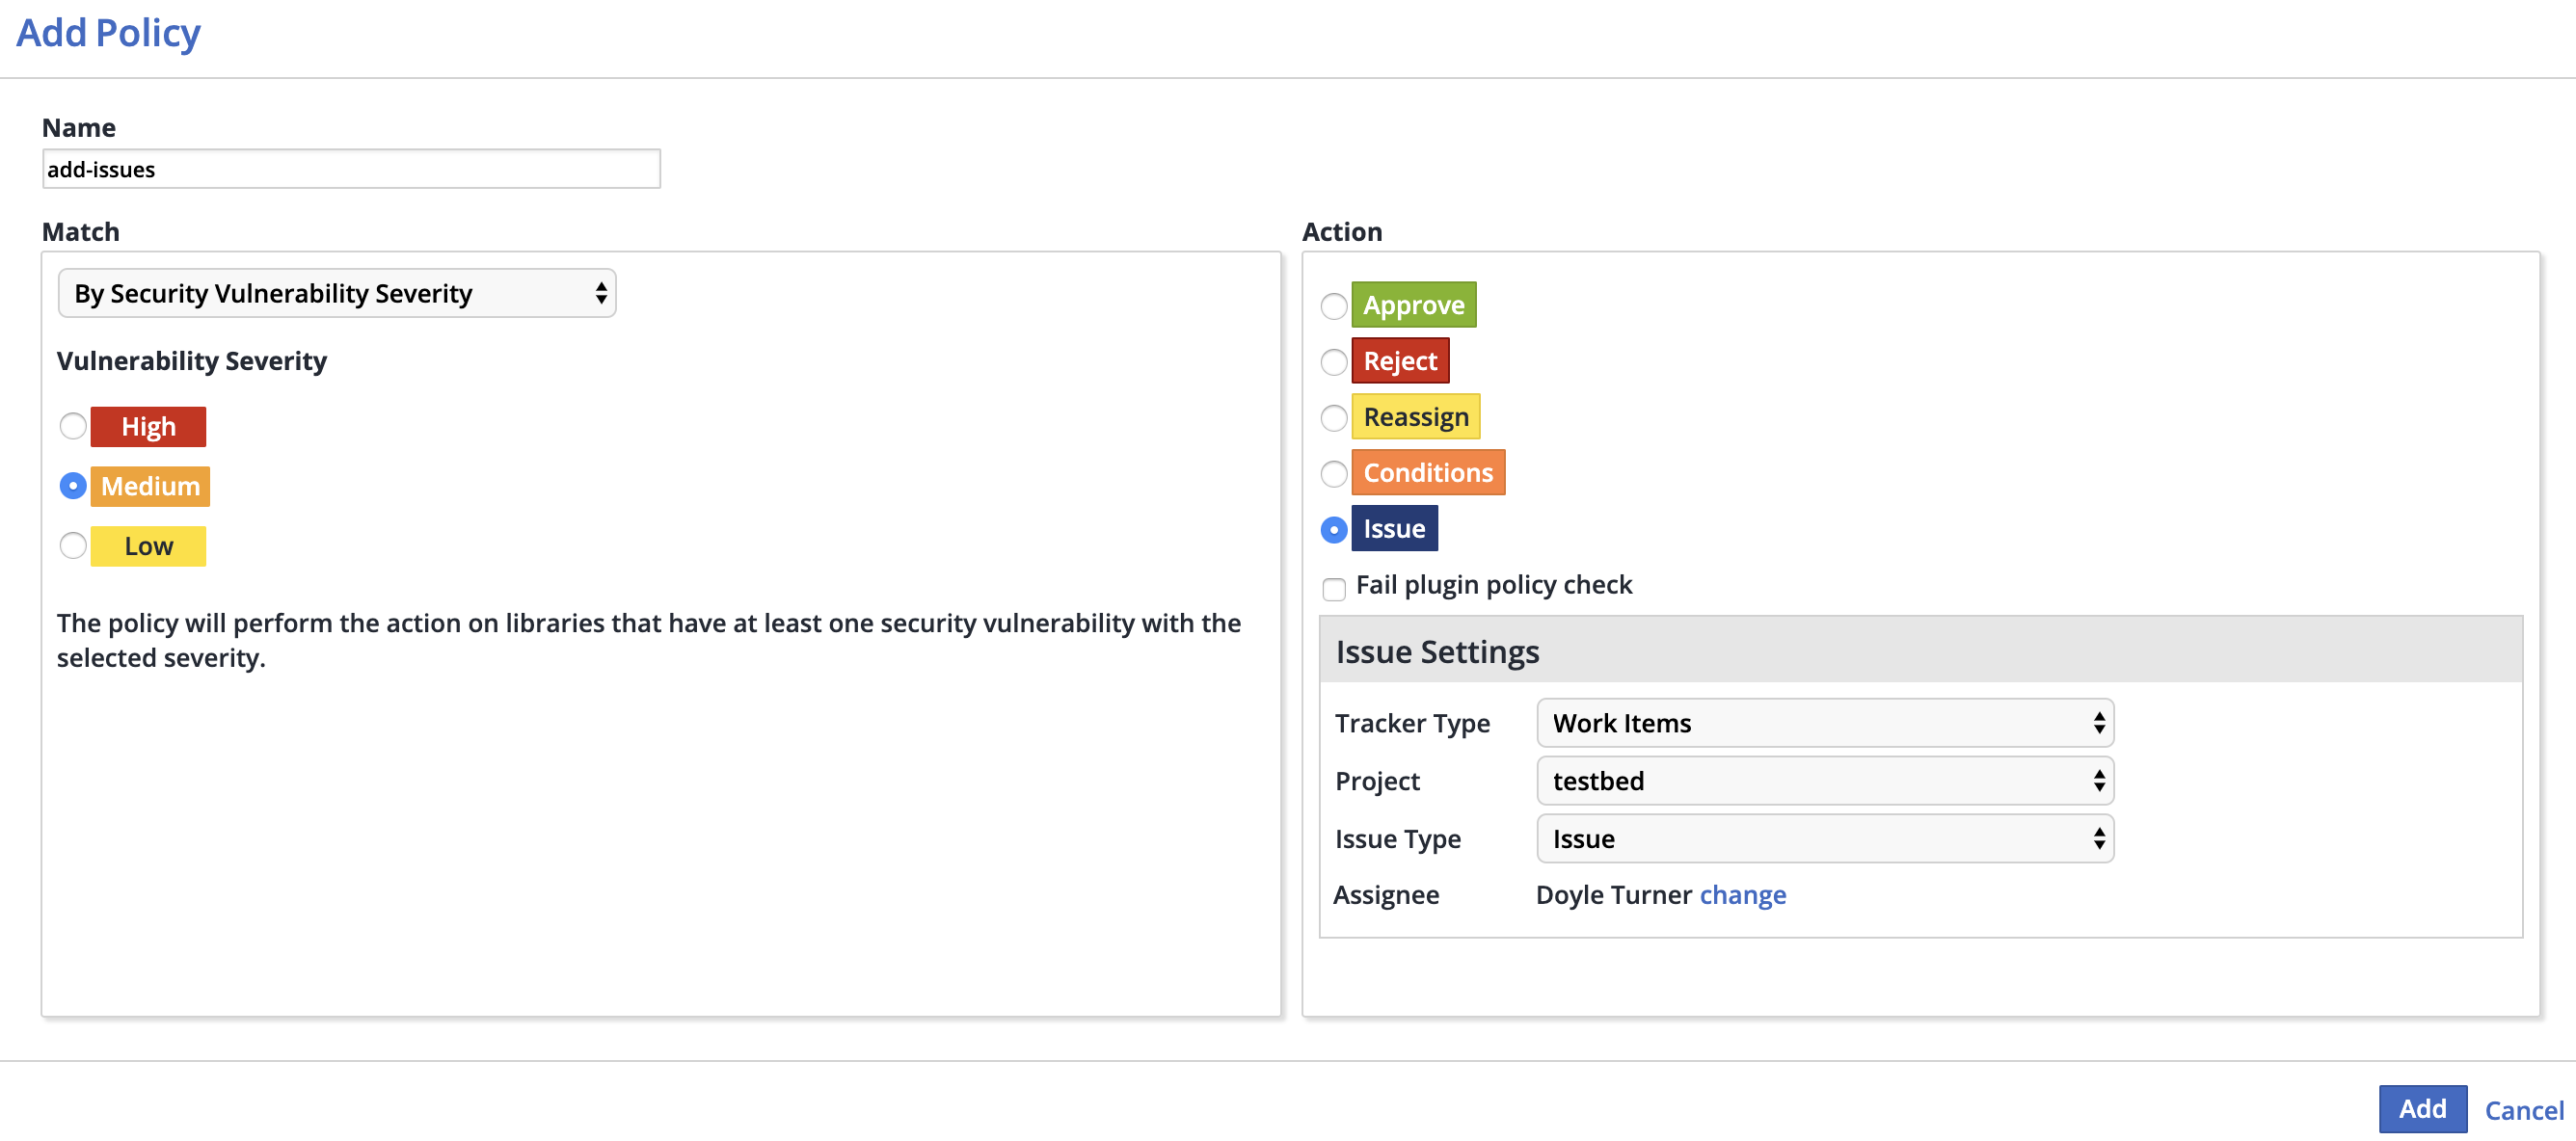 Add Policy
Name
add-issues
Match
By Security Vulnerability Severity
Vulnerability Severity
High
Medium
Low
The policy will perform the action on libraries that have at least one security vulnerability with the
selected severity.
Action
Approve
Reject
Reassign
Conditions
Issue
Fail plugin policy check
Issue Settings
Tracker Type Work Items
Project testbed
Issue Type Issue
Assignee Doyle Turner change
Add Cancel